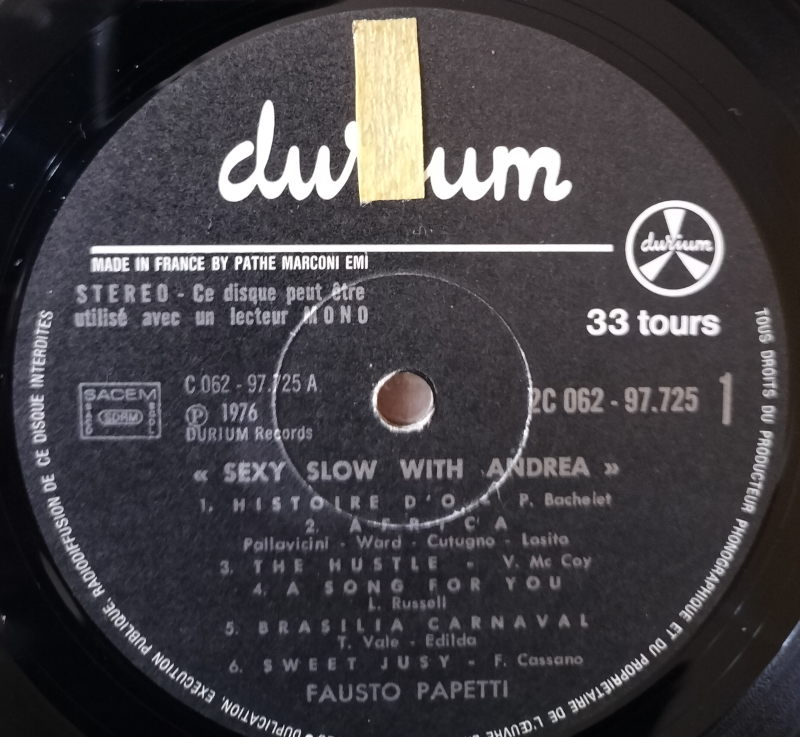 durium
MADE IN FRANCE BY PATHE MARCONI EMI
durium
STEREO - Ce disque peut être
utilisé avec un lecteur MONO
33 tours
SACEM
SDRM
C 062 - 97.725 A
℗ 1976
DURIUM Records
2C 062 - 97.725 1
« SEXY SLOW WITH ANDREA »
1. HISTOIRE D'O - P. Bachelet
2. AFRICA
Pallavicini - Ward - Cutugno - Losito
3. THE HUSTLE - V. Mc Coy
4. A SONG FOR YOU
L. Russell
5. BRASILIA CARNAVAL
T. Vale - Edilda
6. SWEET JUSY - F. Cassano
FAUSTO PAPETTI
TOUS DROITS DU PRODUCTEUR PHONOGRAPHIQUE ET DU PROPRIETAIRE DE L'ŒUVRE
DUPLICATION, EXÉCUTION PUBLIQUE, RADIODIFFUSION DE CE DISQUE INTERDITES